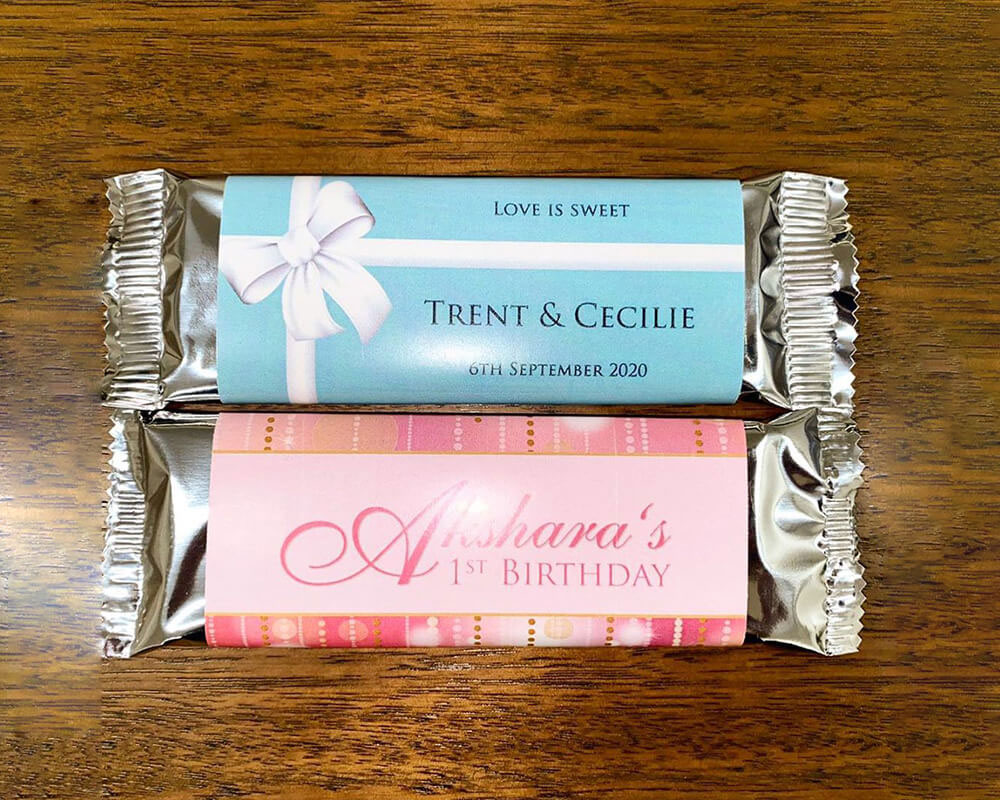 LOVE IS SWEET
TRENT & CECILIE
6TH SEPTEMBER 2020
Akshara's
1ST BIRTHDAY